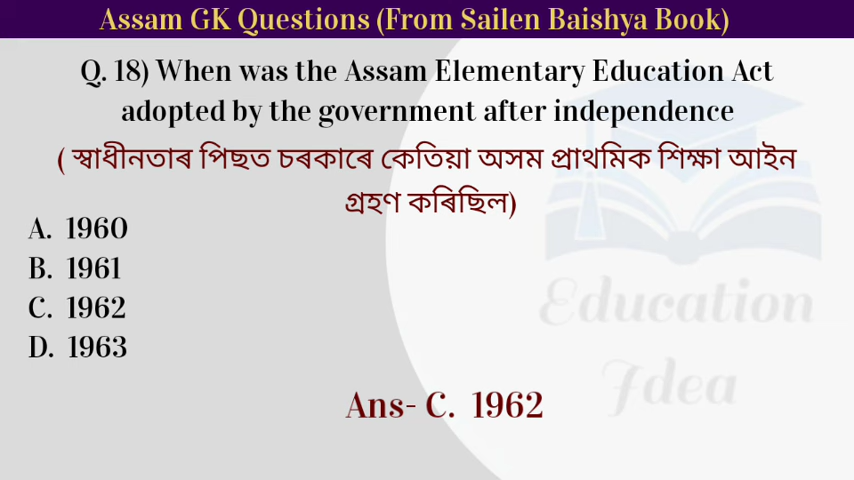 Assam GK Questions (From Sailen Baishya Book)
Q. 18) When was the Assam Elementary Education Act
adopted by the government after independence
( স্বাধীনতাৰ পিছত চৰকাৰে কেতিয়া অসম প্ৰাথমিক শিক্ষা আইন
গ্ৰহণ কৰিছিল)
A. 1960
B. 1961
C. 1962
D. 1963
Education
Idea
Ans- C. 1962